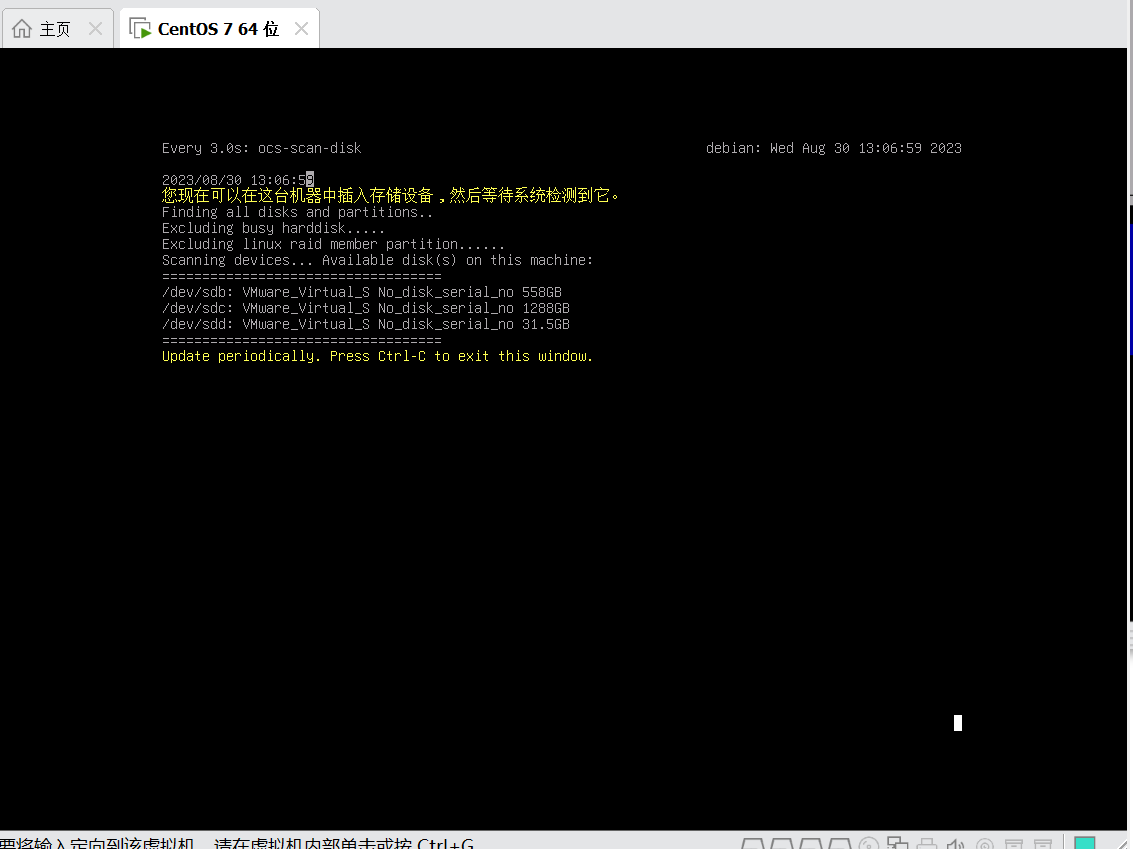 主页
CentOS 7 64 位
Every 3.0s: ocs-scan-disk debian: Wed Aug 30 13:06:59 2023
2023/08/30 13:06:59
您现在可以在这台机器中插入存储设备，然后等待系统检测到它。
Finding all disks and partitions..
Excluding busy harddisk.....
Excluding linux raid member partition......
Scanning devices... Available disk(s) on this machine:
===================================
/dev/sdb: VMware_Virtual_S No_disk_serial_no 558GB
/dev/sdc: VMware_Virtual_S No_disk_serial_no 1288GB
/dev/sdd: VMware_Virtual_S No_disk_serial_no 31.5GB
===================================
Update periodically. Press Ctrl-C to exit this window.
要将输入定向到该虚拟机，请在虚拟机内部单击或按 Ctrl+G。